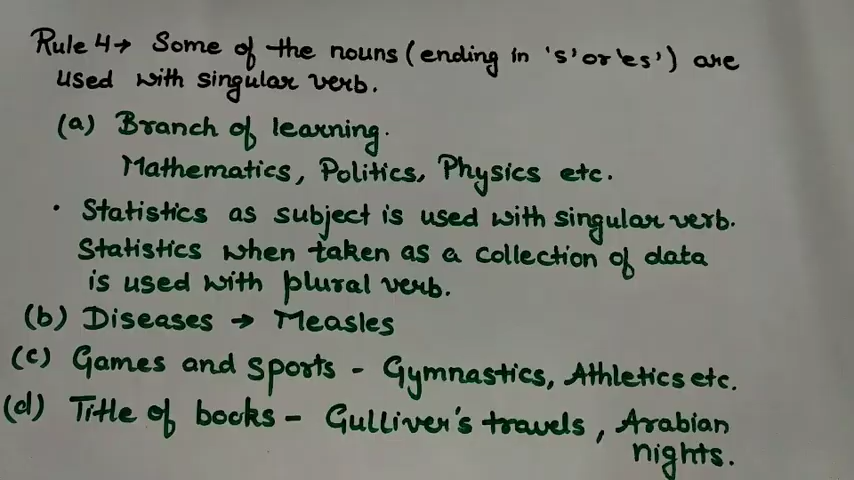 Rule 4→ Some of the nouns (ending in 's' or 'es') are
used with singular verb.
(a) Branch of learning.
Mathematics, Politics, Physics etc.
• Statistics as subject is used with singular verb.
Statistics when taken as a collection of data
is used with plural verb.
(b) Diseases → Measles
(c) Games and sports - Gymnastics, Athletics etc.
(d) Title of books - Gulliver's travels, Arabian
nights.